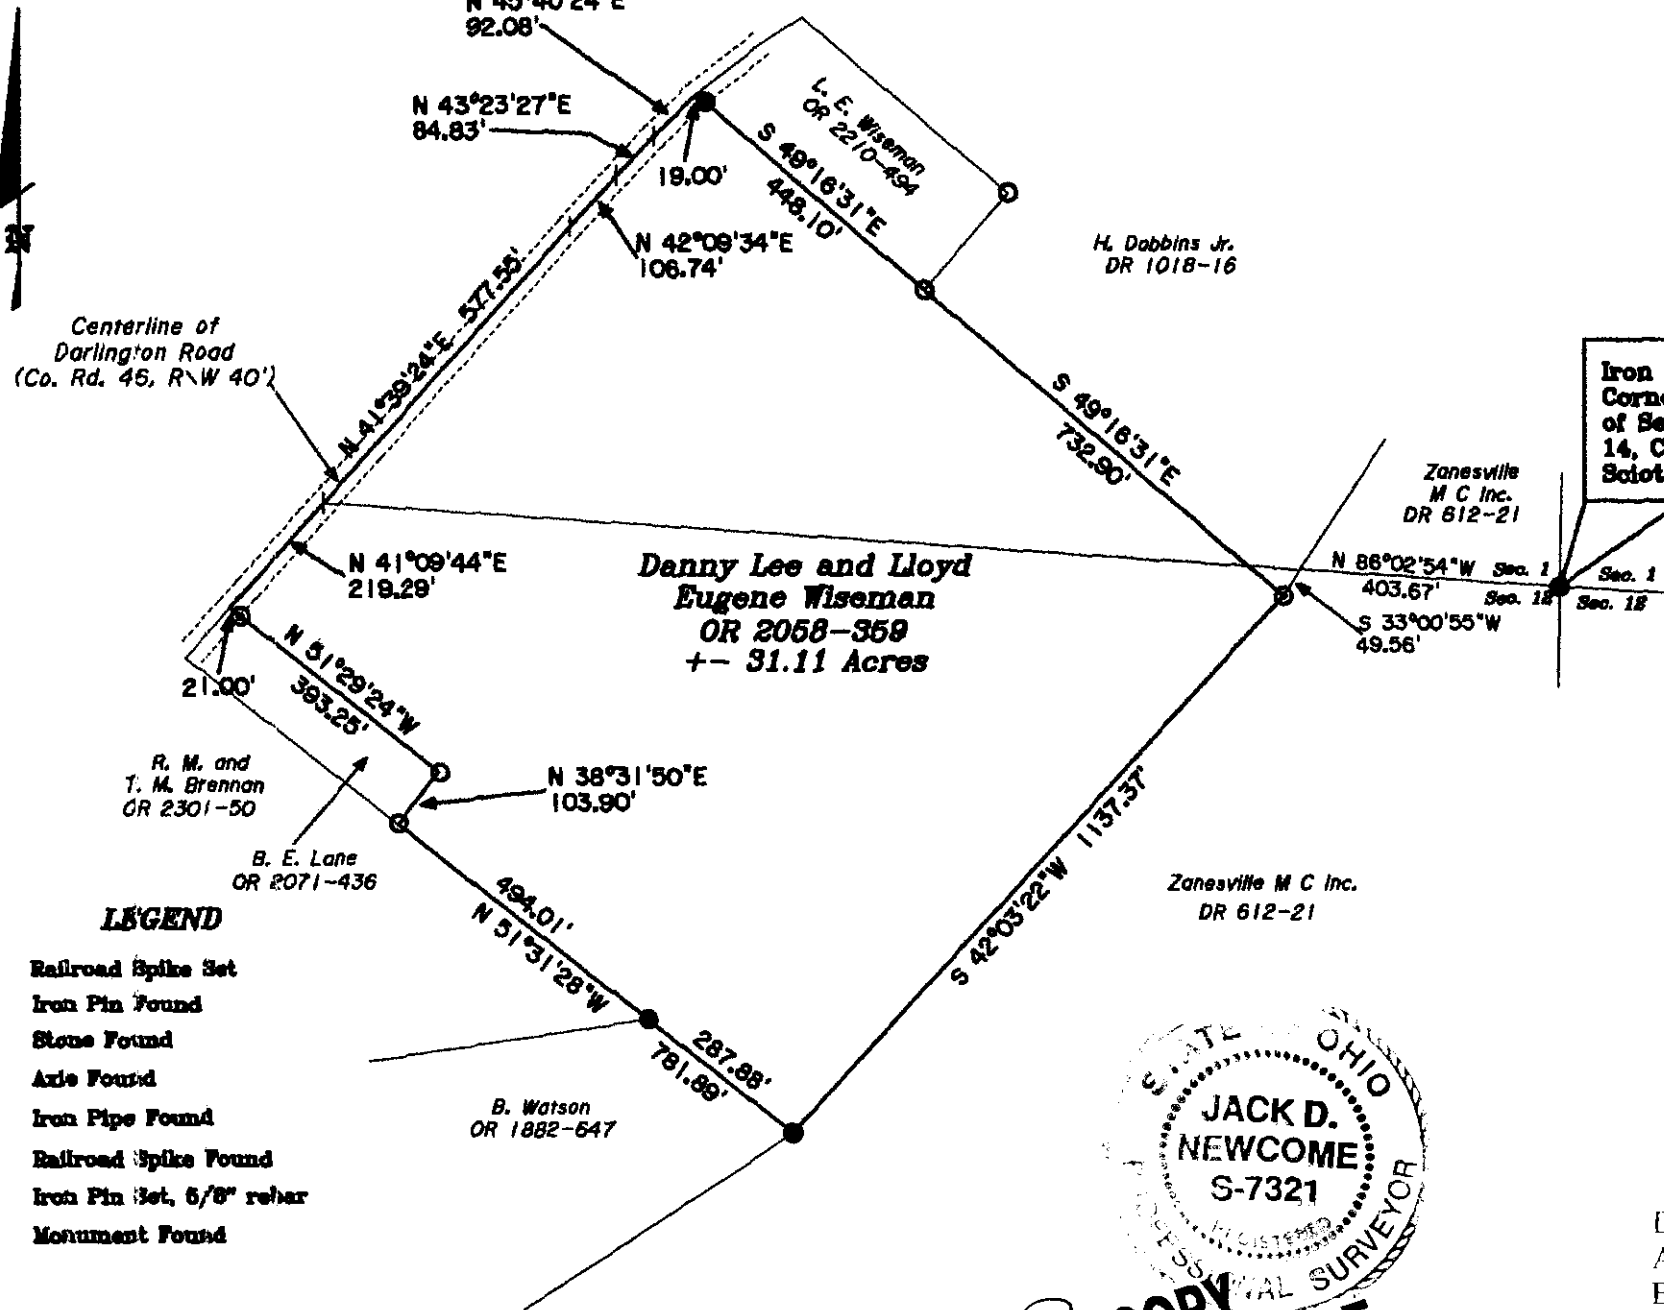 N 45°40'24"E
92.08'
N 43°23'27"E
84.83'
19.00'
L. E. Wiseman
OR 2210-494
S 49°16'31"E
448.10'
N 42°09'34"E
106.74'
H. Dobbins Jr.
DR 1018-16
N
Centerline of
Darlington Road
(Co. Rd. 45, R\W 40')
N 41°39'24"E 577.55'
S 49°16'31"E
732.90'
Iron
of
14,
Zanesville
M C Inc.
DR 612-21
N 86°02'54"W
403.67'
Sec. 1
Sec. 12
Sec. 1
Sec. 12
S 33°00'55"W
49.56'
N 41°09'44"E
219.29'
Danny Lee and Lloyd
Eugene Wiseman
OR 2058-359
+- 31.11 Acres
21.00'
N 51°29'24"W
393.25'
R. M. and
T. M. Brennan
OR 2301-50
N 38°31'50"E
103.90'
B. E. Lane
OR 2071-436
S 42°03'22"W 1137.37'
Zanesville M C Inc.
DR 612-21
494.01'
N 51°31'28"W
287.88'
781.89'
B. Watson
OR 1882-647
LEGEND
Railroad Spike Set
Iron Pin Found
Stone Found
Axle Found
Iron Pipe Found
Railroad Spike Found
Iron Pin Set, 5/8" rebar
Monument Found
STATE OHIO
JACK D.
NEWCOME
S-7321
REGISTERED
PROFESSIONAL SURVEYOR
COPY